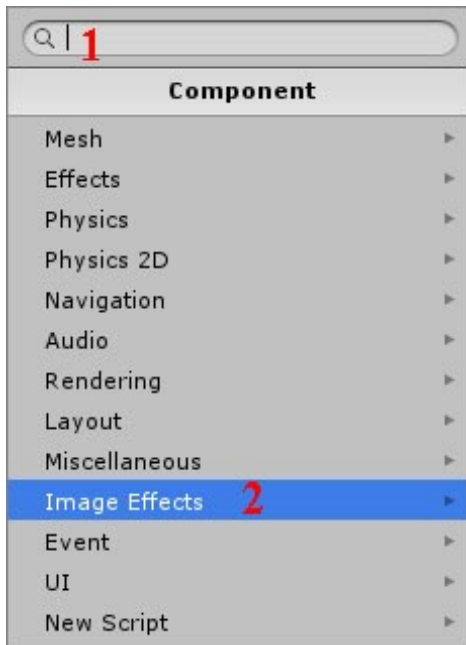 1
Component
Mesh
Effects
Physics
Physics 2D
Navigation
Audio
Rendering
Layout
Miscellaneous
Image Effects 2
Event
UI
New Script